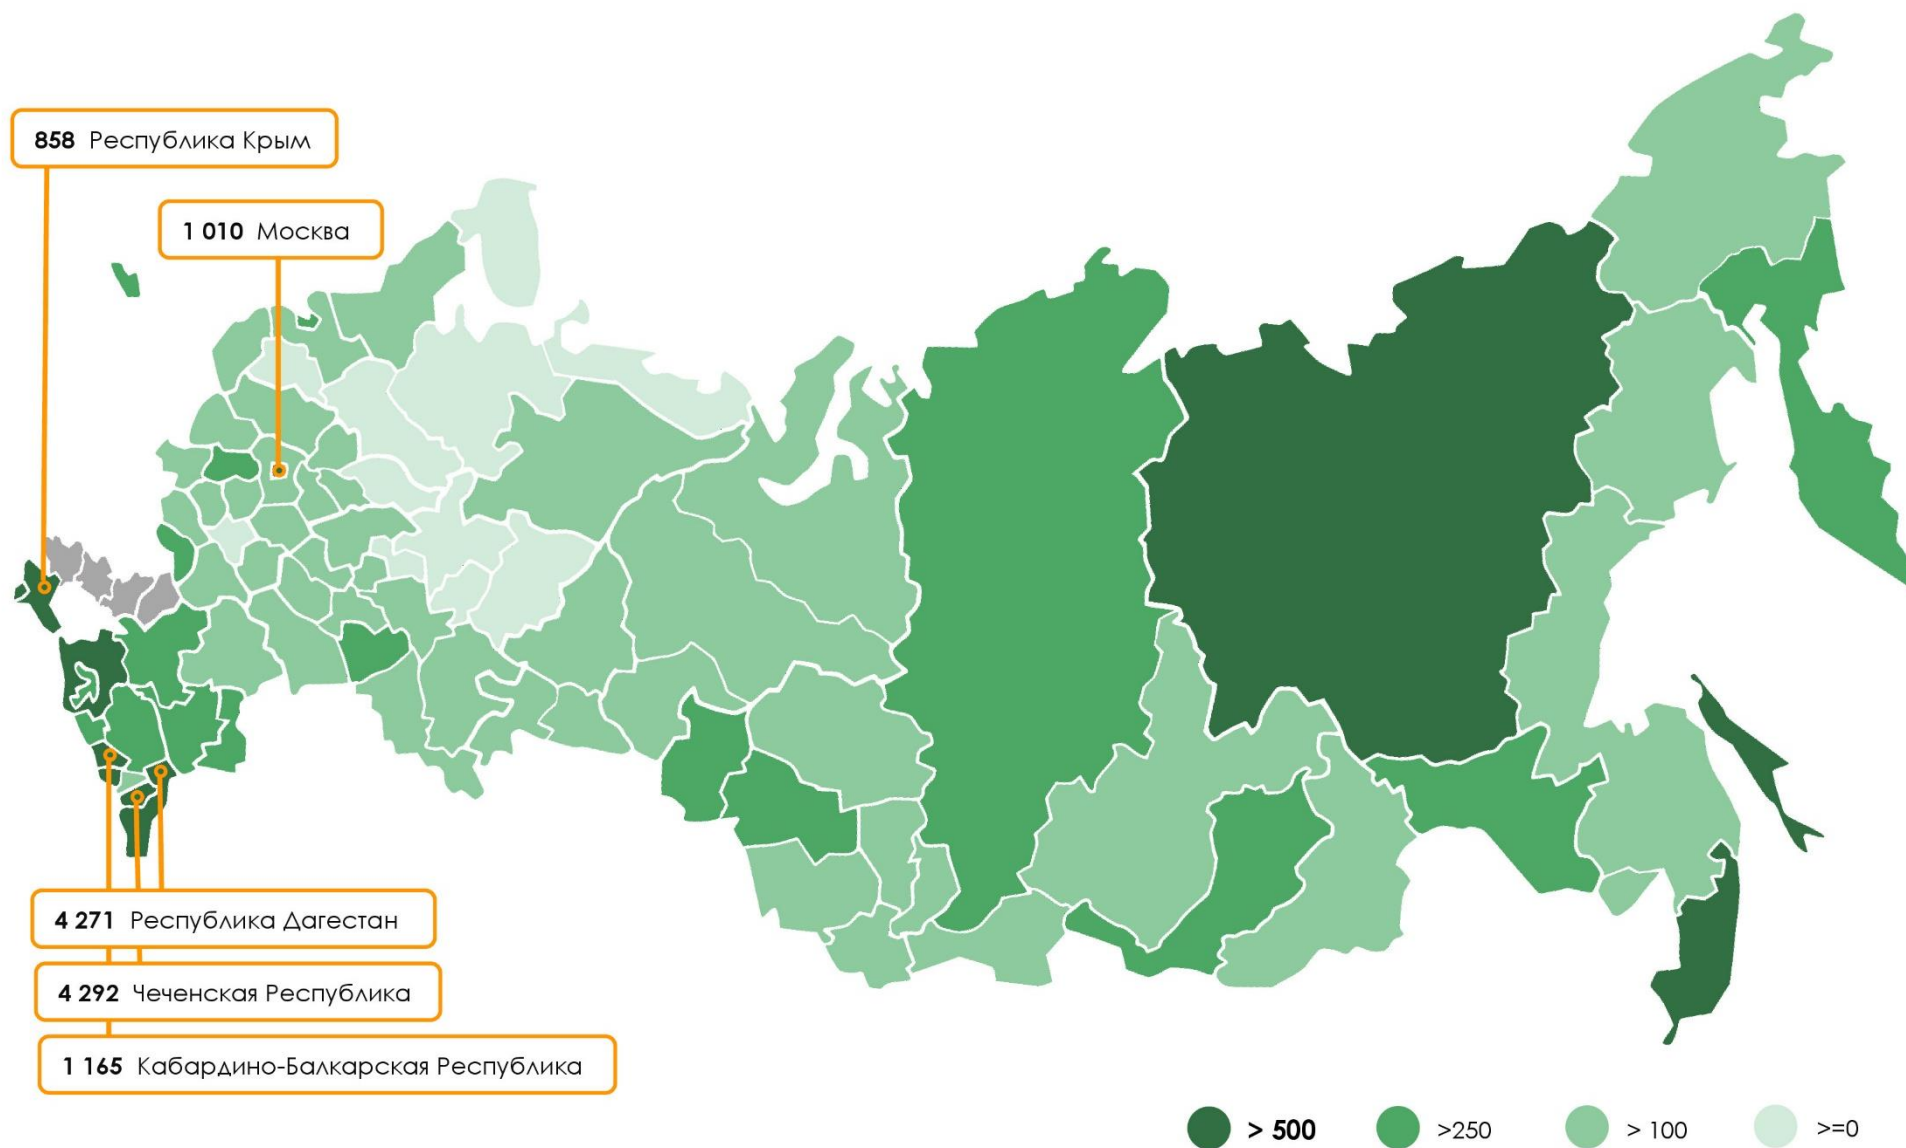 858 Республика Крым
1 010 Москва
4 271 Республика Дагестан
4 292 Чеченская Республика
1 165 Кабардино-Балкарская Республика
> 500 >250 > 100 >=0